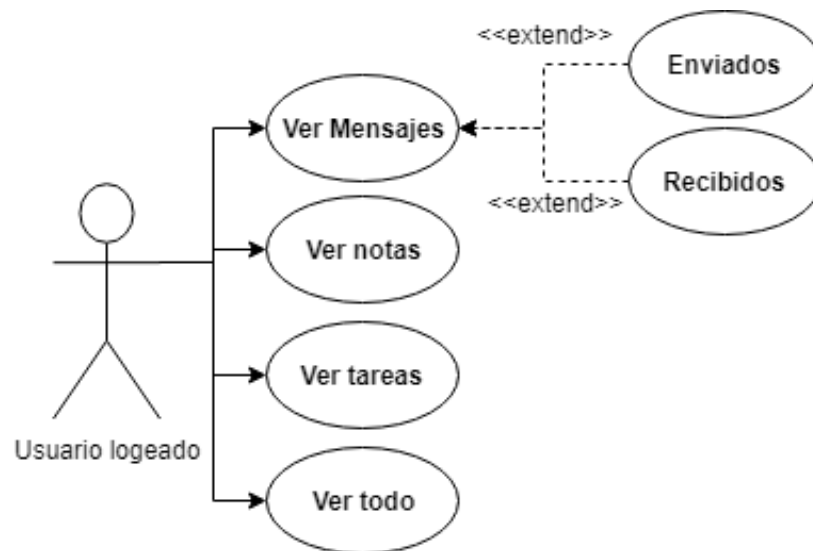 <<extend>>
Enviados
Ver Mensajes
Recibidos
<<extend>>
Ver notas
Ver tareas
Usuario logeado
Ver todo